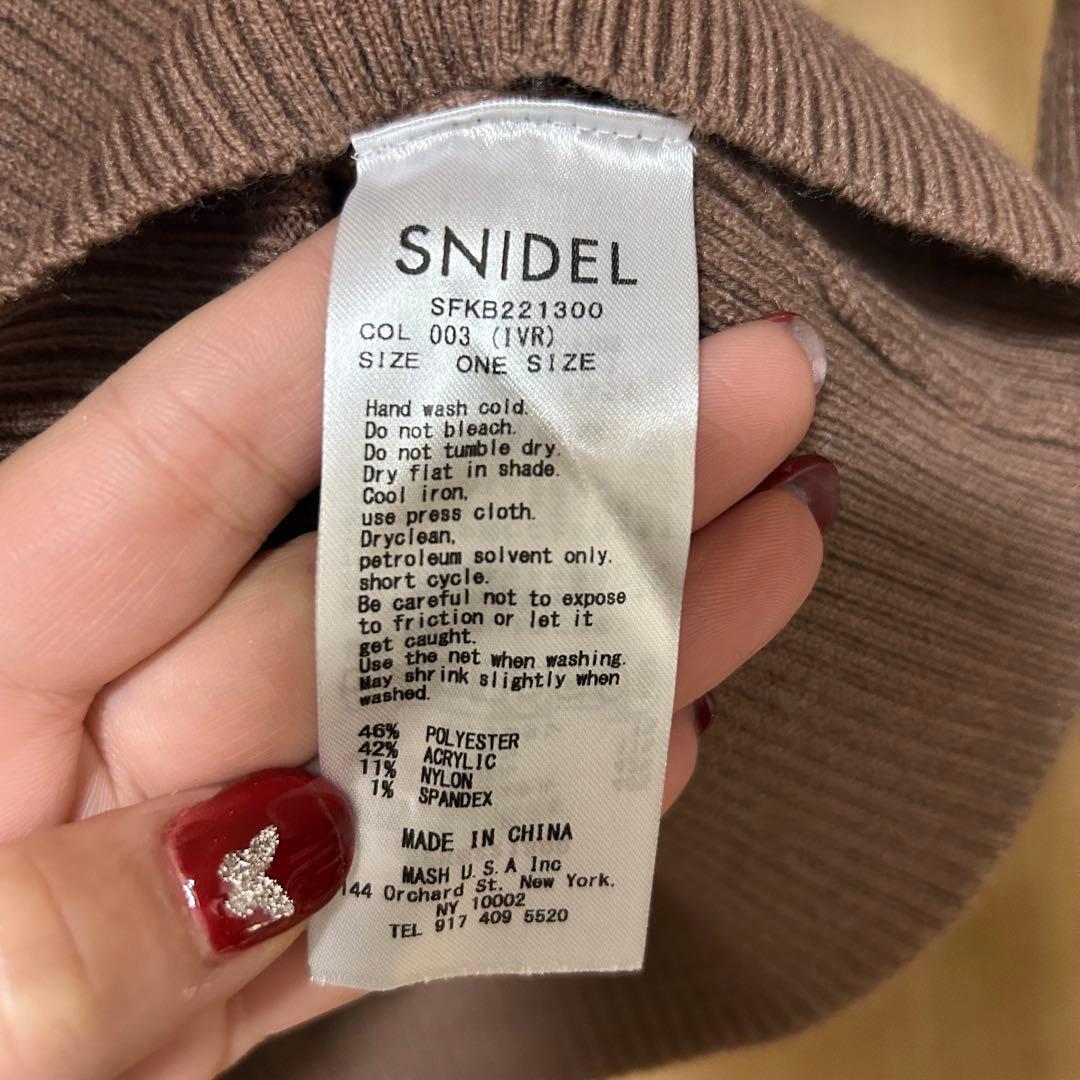 SNIDEL
SFKB221300
COL 003 (IVR)
SIZE ONE SIZE
Hand wash cold.
Do not bleach.
Do not tumble dry.
Dry flat in shade.
Cool iron,
use press cloth.
Dryclean,
petroleum solvent only.
short cycle.
Be careful not to expose
to friction or let it
get caught.
Use the net when washing.
May shrink slightly when
washed.
46% POLYESTER
42% ACRYLIC
11% NYLON
1% SPANDEX
MADE IN CHINA
MASH U.S.A Inc
144 Orchard St, New York,
NY 10002
TEL 917 409 5520